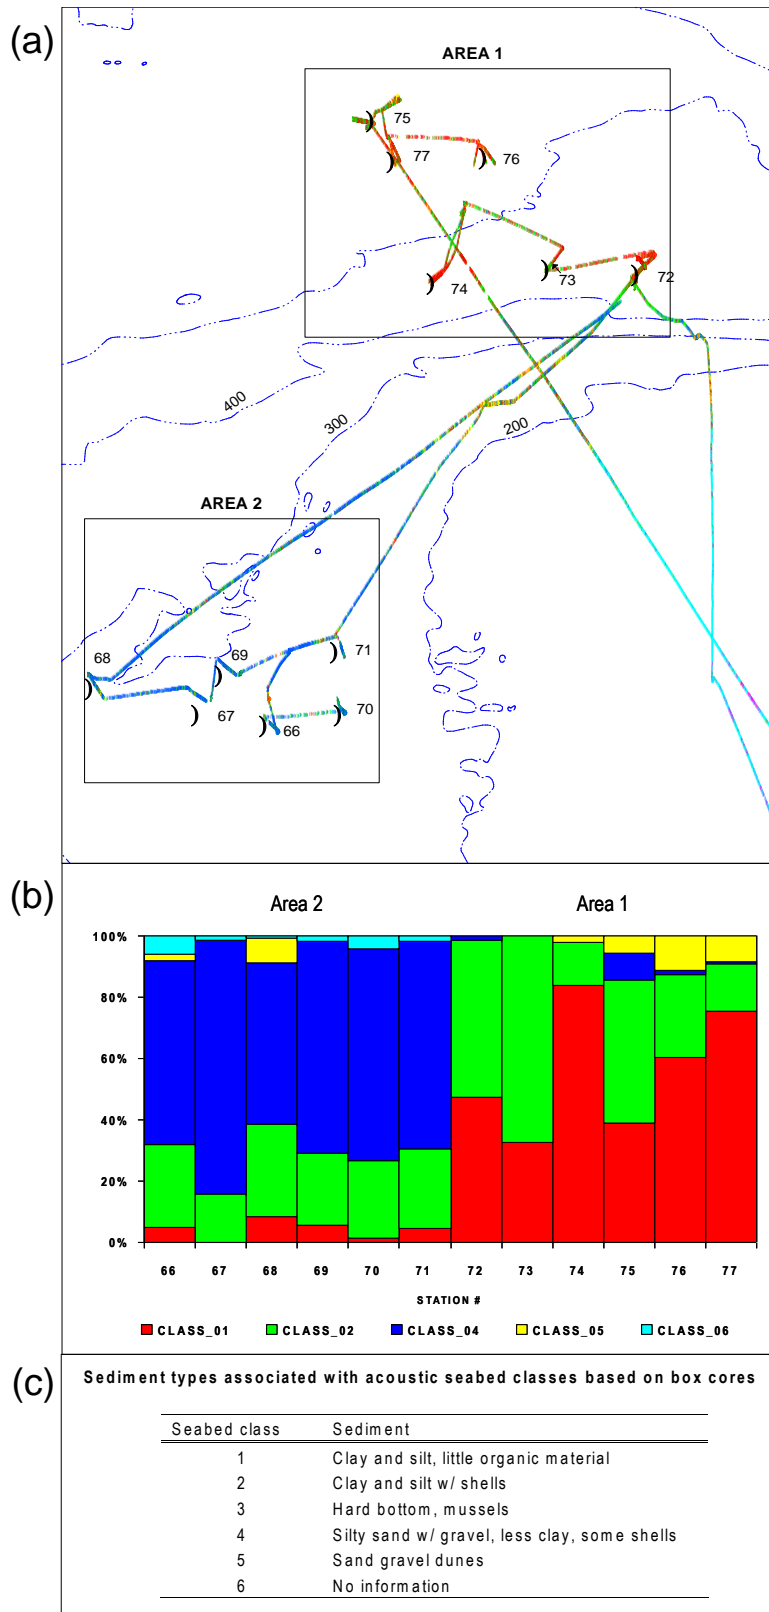 (a)
AREA 1
75
77
76
74
73
72
400
300
200
AREA 2
68
69
71
67
66
70
(b)
Area 2 Area 1
100%
80%
60%
40%
20%
0%
66 67 68 69 70 71 72 73 74 75 76 77
STATION #
CLASS_01 CLASS_02 CLASS_04 CLASS_05 CLASS_06
(c)
Sediment types associated with acoustic seabed classes based on box cores
Seabed class Sediment
1 Clay and silt, little organic material
2 Clay and silt w/ shells
3 Hard bottom, mussels
4 Silty sand w/ gravel, less clay, some shells
5 Sand gravel dunes
6 No information